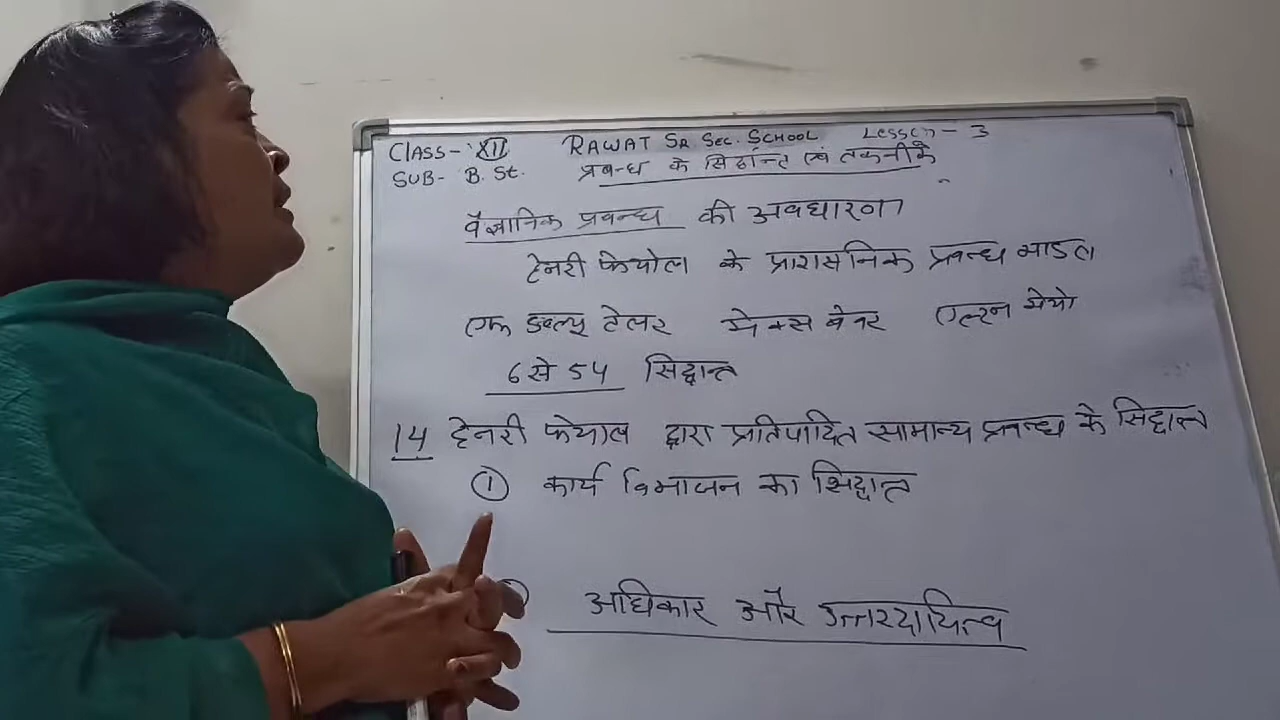 CLASS- XII RAWAT SR SEC. SCHOOL Lesson - 3
SUB- B. St. प्रबन्ध के सिद्धांत एवं तकनीके
वैज्ञानिक प्रबन्ध की अवधारणा
हेनरी फेयोल के प्रारासनिक प्रबन्ध माडल
एफ डब्ल्यू टेलर मेक्स वेबर एल्टन मेयो
6 से 54 सिद्धान्त
14 हेनरी फेयाल द्वारा प्रतिपादित सामान्य प्रबन्ध के सिद्धान्त
① कार्य विभाजन का सिद्धान्त
अधिकार और उत्तरदायित्व